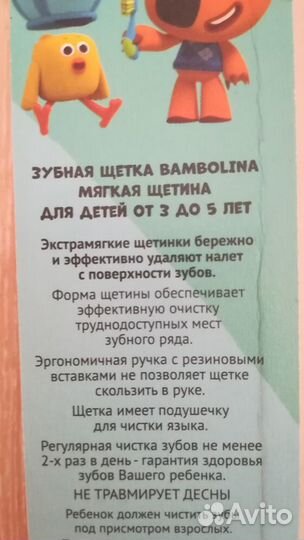 ЗУБНАЯ ЩЕТКА BAMBOLINA
МЯГКАЯ ЩЕТИНА
ДЛЯ ДЕТЕЙ ОТ 3 ДО 5 ЛЕТ
Экстрамягкие щетинки бережно
и эффективно удаляют налет
с поверхности зубов.
Форма щетины обеспечивает
эффективную очистку
труднодоступных мест
зубного ряда.
Эргономичная ручка с резиновыми
вставками не позволяет щетке
скользить в руке.
Щетка имеет подушечку
для чистки языка.
Регулярная чистка зубов не менее
2-х раз в день - гарантия здоровья
зубов Вашего ребенка.
НЕ ТРАВМИРУЕТ ДЕСНЫ
Ребенок должен чистить зубы
под присмотром взрослых.
Avito